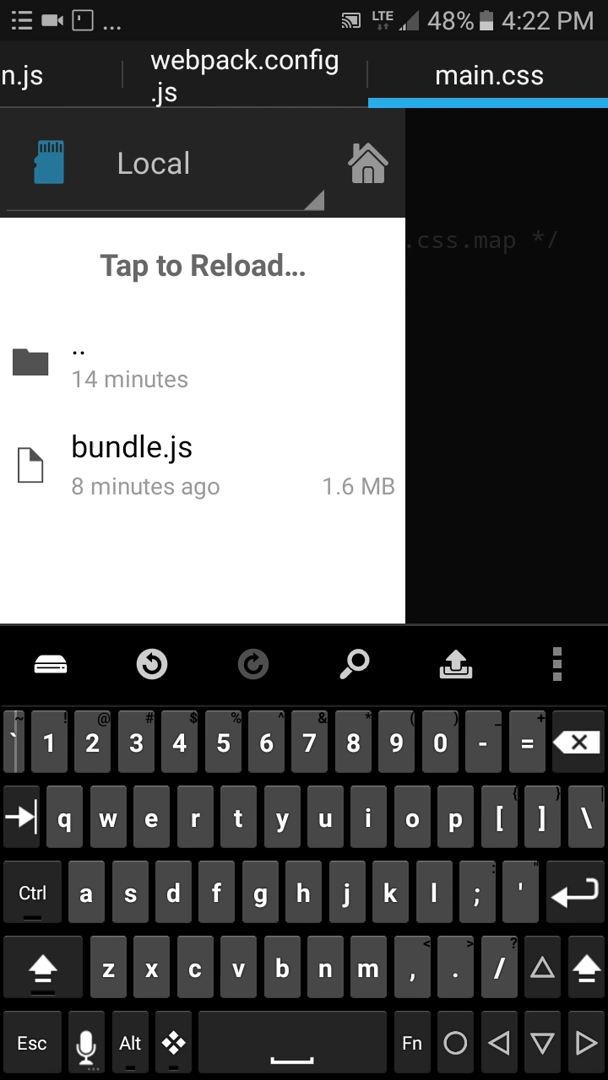 ... LTE 48% 4:22 PM
n.js webpack.config
.js main.css
Local
.css.map */
Tap to Reload...
..
14 minutes
bundle.js
8 minutes ago 1.6 MB
~ ! @ # $ % ^ & * ( ) _ +
` 1 2 3 4 5 6 7 8 9 0 - =
{ } |
q w e r t y u i o p [ ] \
: "
Ctrl a s d f g h j k l ; '
< > ?
z x c v b n m , . /
Esc ... Alt Fn